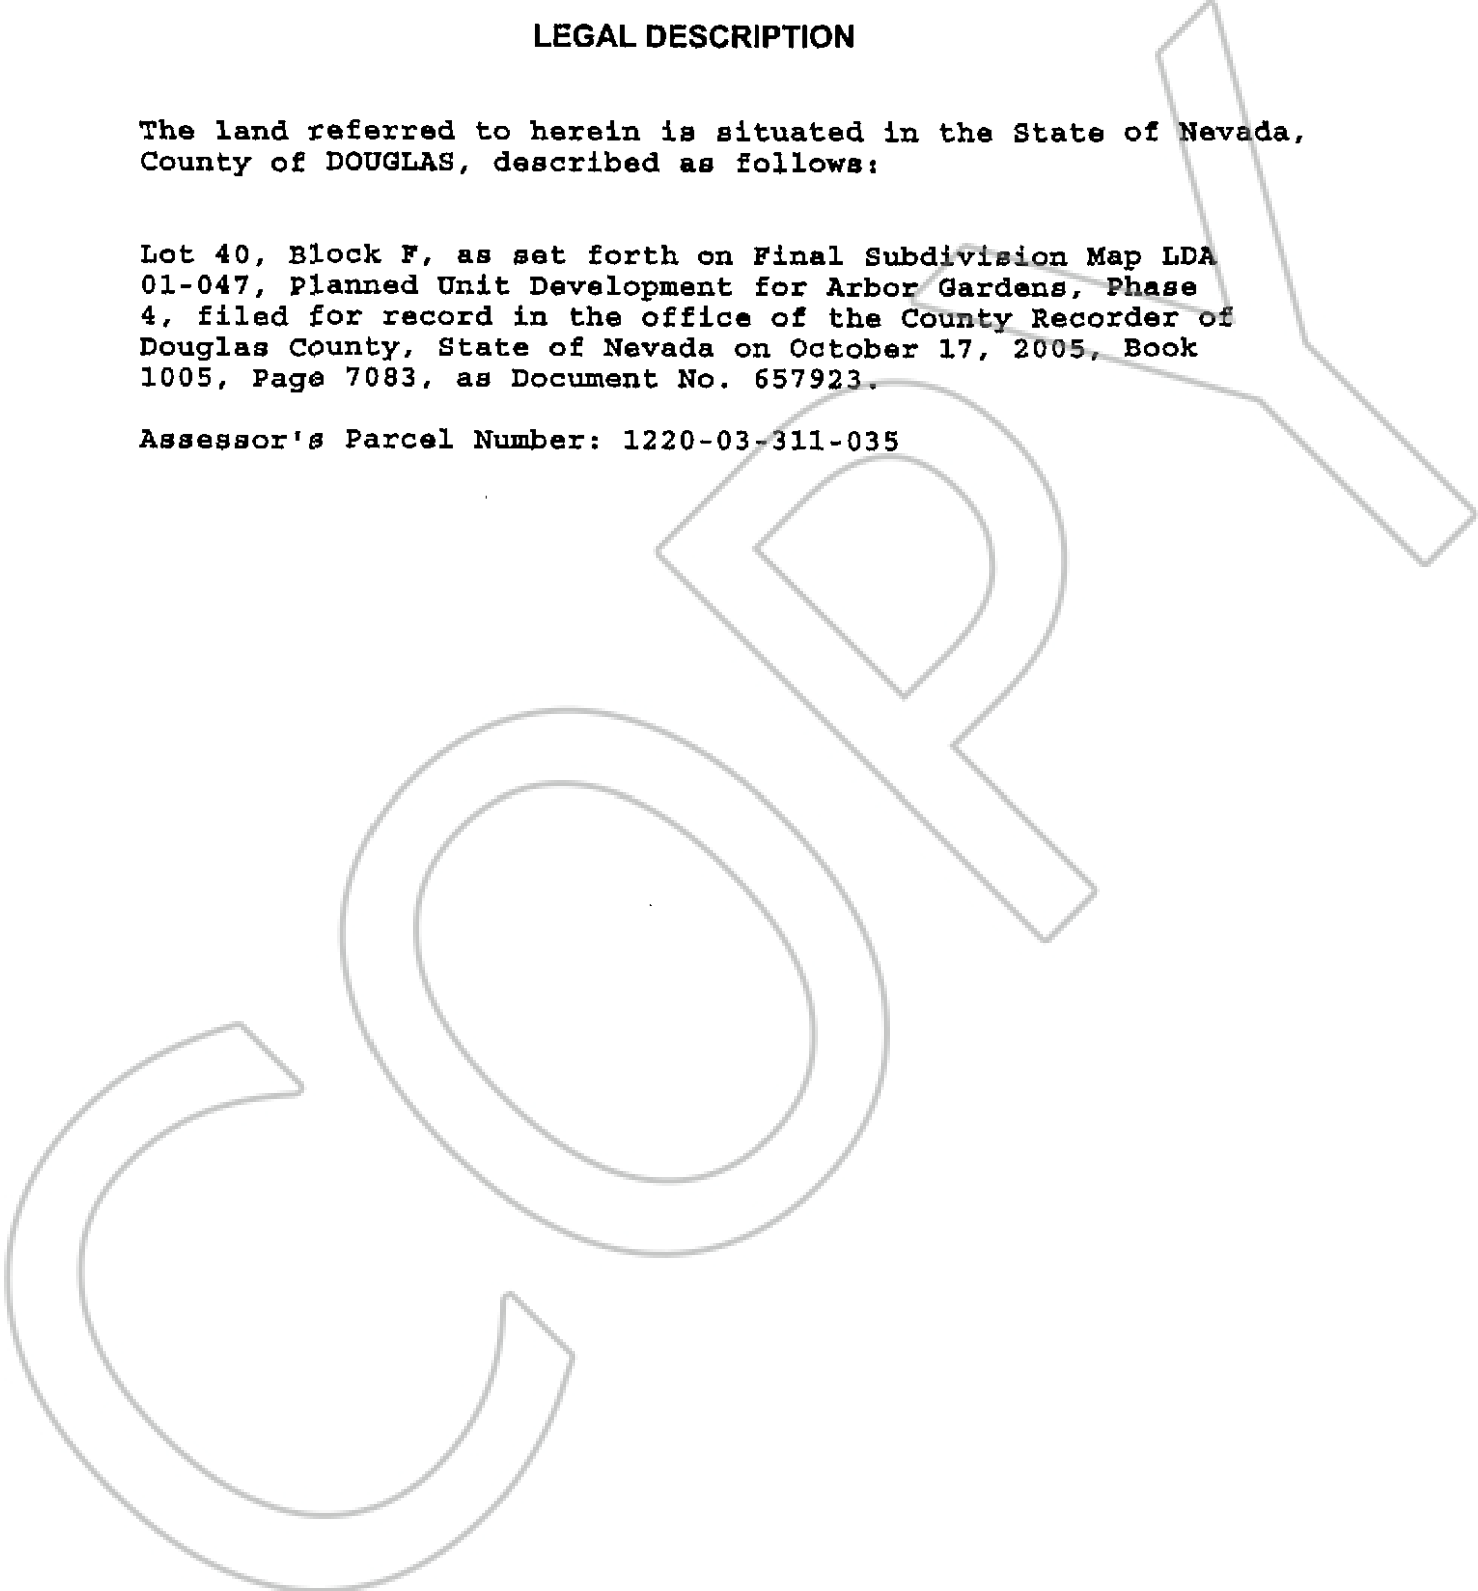 LEGAL DESCRIPTION
The land referred to herein is situated in the State of Nevada,
County of DOUGLAS, described as follows:
Lot 40, Block F, as set forth on Final Subdivision Map LDA
01-047, Planned Unit Development for Arbor Gardens, Phase
4, filed for record in the office of the County Recorder of
Douglas County, State of Nevada on October 17, 2005, Book
1005, Page 7083, as Document No. 657923.
Assessor's Parcel Number: 1220-03-311-035
COPY